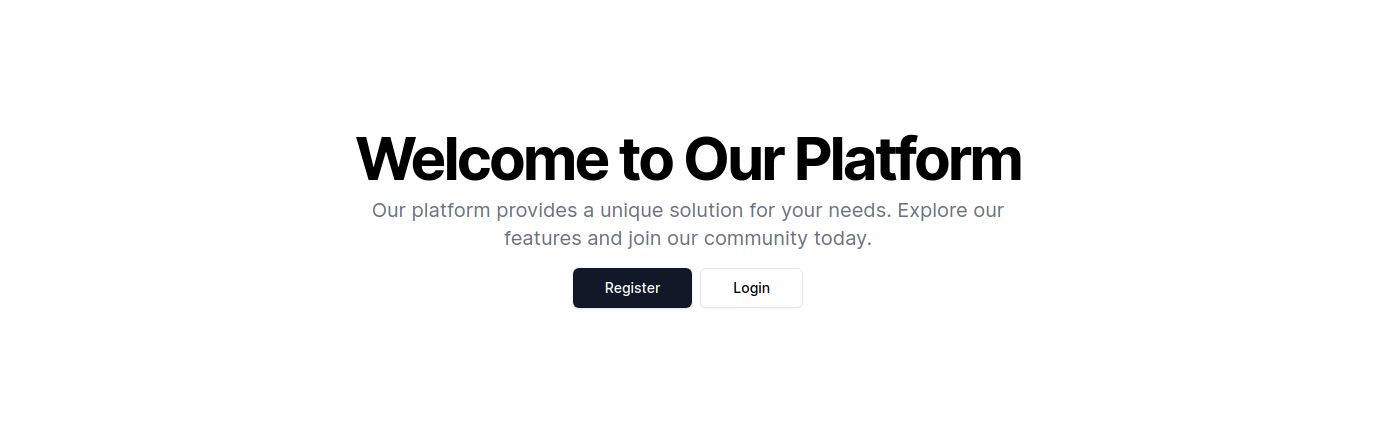 Welcome to Our Platform
Our platform provides a unique solution for your needs. Explore our
features and join our community today.
Register
Login